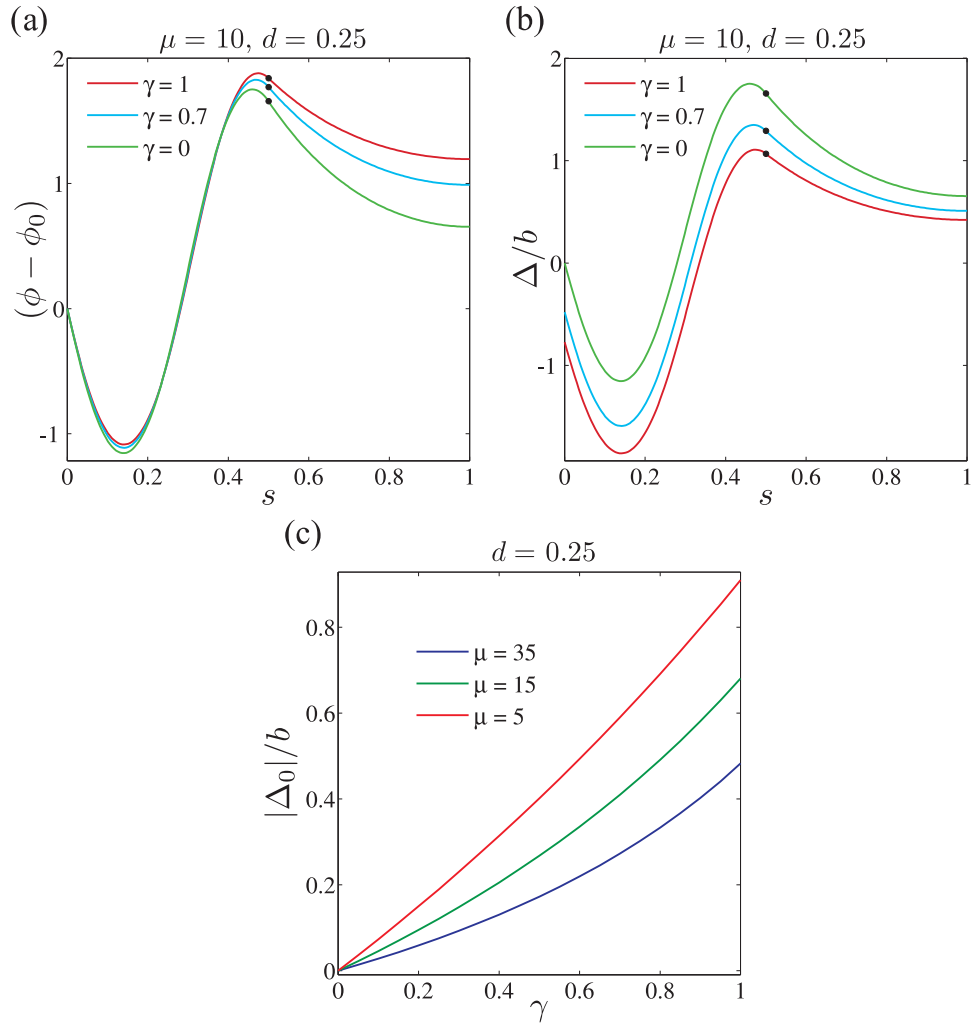 (a)
μ = 10, d = 0.25
2
1
0
-1
(ϕ − ϕ₀)
γ = 1
γ = 0.7
γ = 0
0 0.2 0.4 0.6 0.8 1
s
(b)
μ = 10, d = 0.25
2
1
0
-1
Δ/b
γ = 1
γ = 0.7
γ = 0
0 0.2 0.4 0.6 0.8 1
s
(c)
d = 0.25
0.8
0.6
0.4
0.2
0
|Δ₀|/b
μ = 35
μ = 15
μ = 5
0 0.2 0.4 0.6 0.8 1
γ